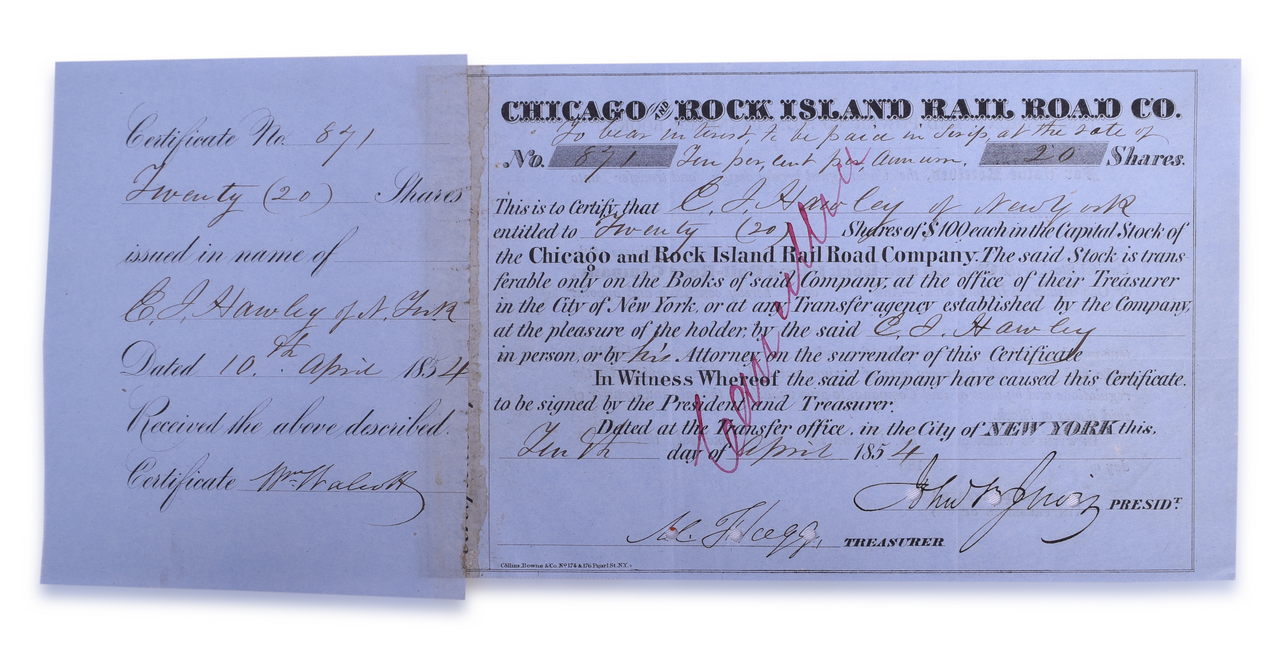 Certificate No. 871
Twenty (20) Shares
issued in name of
C. J. Hawley of N. York
Dated 10.th April 1854
Received the above described.
Certificate Wm Walcott
CHICAGO AND ROCK ISLAND RAIL ROAD CO.
To bear interest, to be paid in Scrip at the rate of
No. 871 Ten per, cent per, Annum. 20 Shares.
This is to Certify, that C. J. Hawley of New York
entitled to Twenty (20) Shares of $100 each in the Capital Stock of
the Chicago and Rock Island Rail Road Company. The said Stock is trans-
ferable only on the Books of said Company, at the office of their Treasurer
in the City of New York, or at any Transfer agency established by the Company,
at the pleasure of the holder, by the said C. J. Hawley
in person, or by his Attorney, on the surrender of this Certificate
In Witness Whereof the said Company have caused this Certificate.
to be signed by the President and Treasurer.
Dated at the Transfer office, in the City of NEW YORK this,
Tenth day of April 1854
John B Jervis PRESIDT.
A.C. Flagg, TREASURER
Collins, Bowne & Co. No 174 & 176 Pearl St. N.Y.
Cancelled